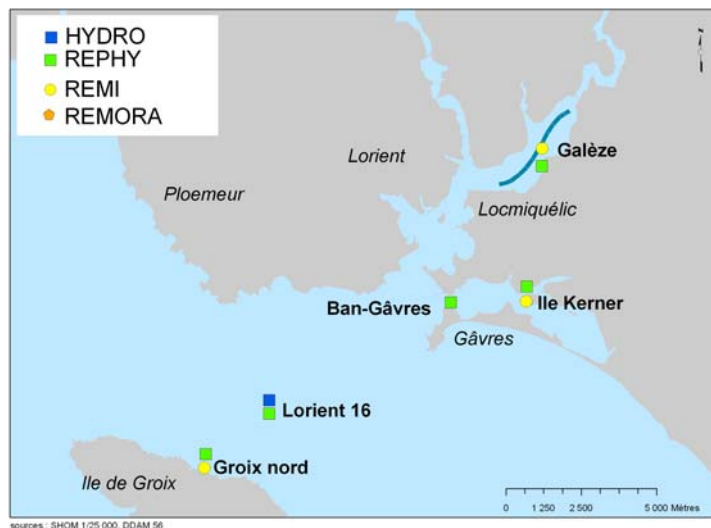 HYDRO
REPHY
REMI
REMORA
Galèze
Lorient
Ploemeur
Locmiquélic
Ban-Gâvres
Ile Kerner
Gâvres
Lorient 16
Groix nord
Ile de Groix
0 1 250 2 500 5 000 Mètres
sources : SHOM 1/25 000, DDAM 56